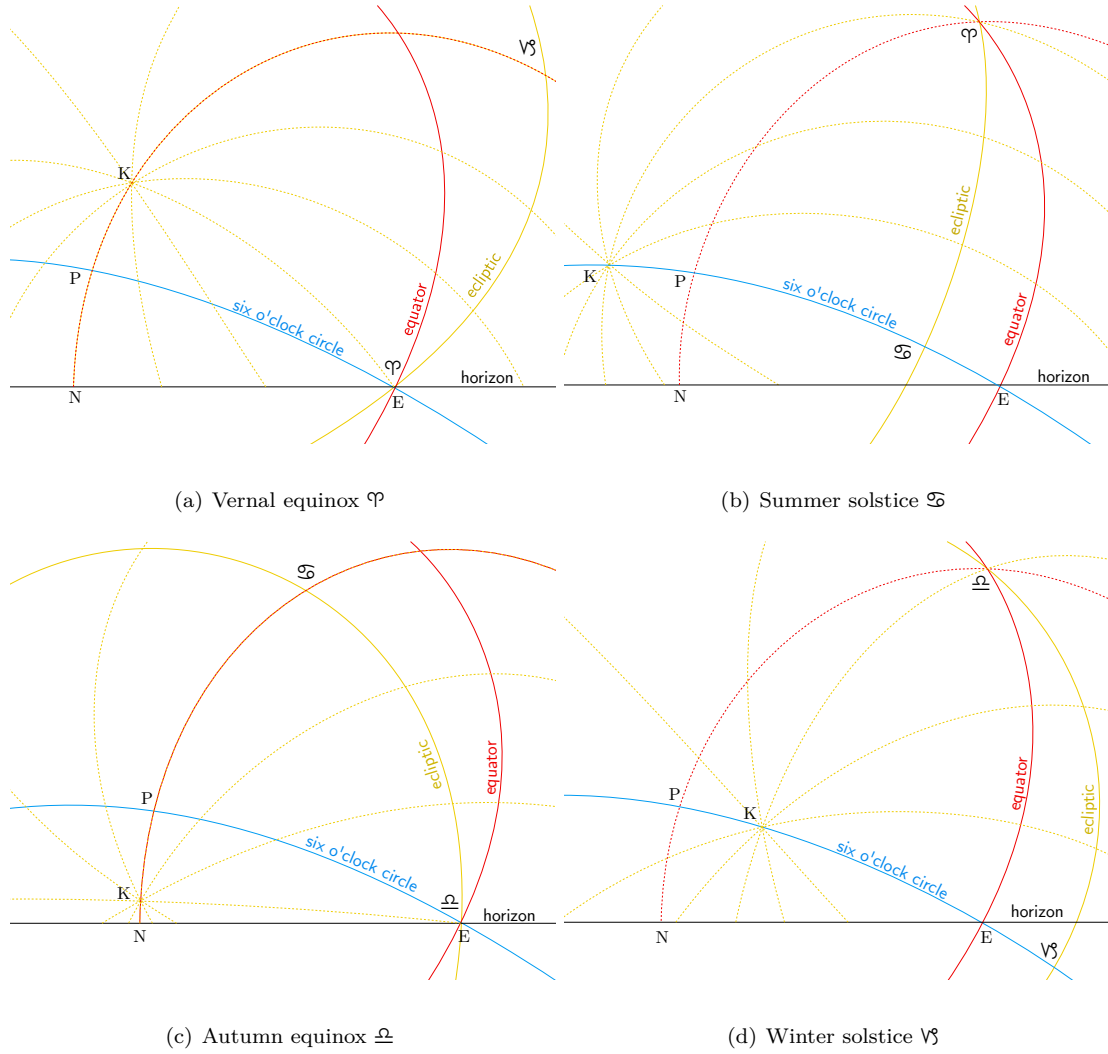 ♑
♈
K
ecliptic
ecliptic
P
K
P
six o'clock circle
equator
six o'clock circle
equator
♋
♈
horizon
horizon
N
E
N
E
(a) Vernal equinox ♈
(b) Summer solstice ♋
♋
♎
ecliptic
equator
equator
ecliptic
P
P
K
six o'clock circle
six o'clock circle
K
♎
horizon
horizon
N
E
N
E
♑
(c) Autumn equinox ♎
(d) Winter solstice ♑